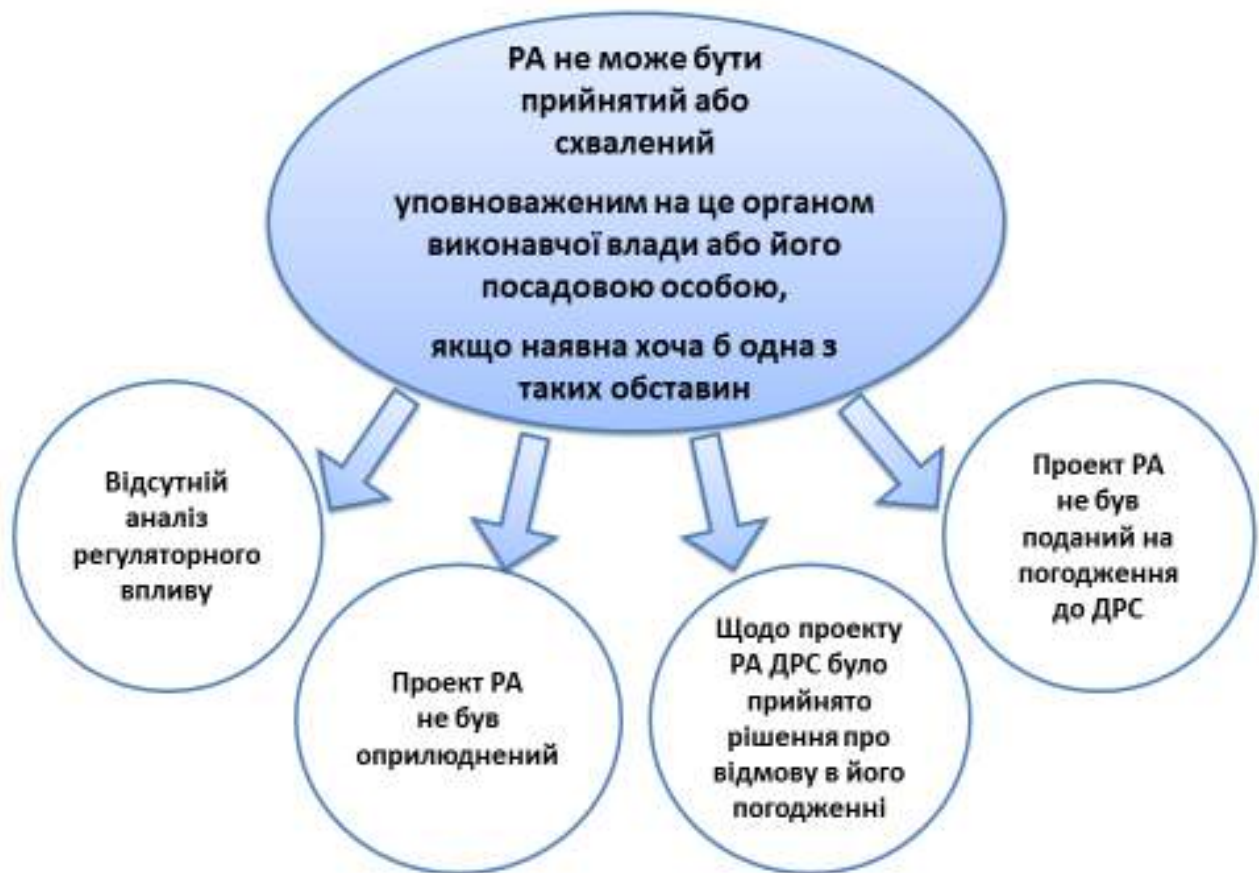 РА не може бути
прийнятий або
схвалений
уповноваженим на це органом
виконавчої влади або його
посадовою особою,
якщо наявна хоча б одна з
таких обставин
Відсутній
аналіз
регуляторного
впливу
Проект РА
не був
оприлюднений
Щодо проекту
РА ДРС було
прийнято
рішення про
відмову в його
погодженні
Проект РА
не був
поданий на
погодження
до ДРС